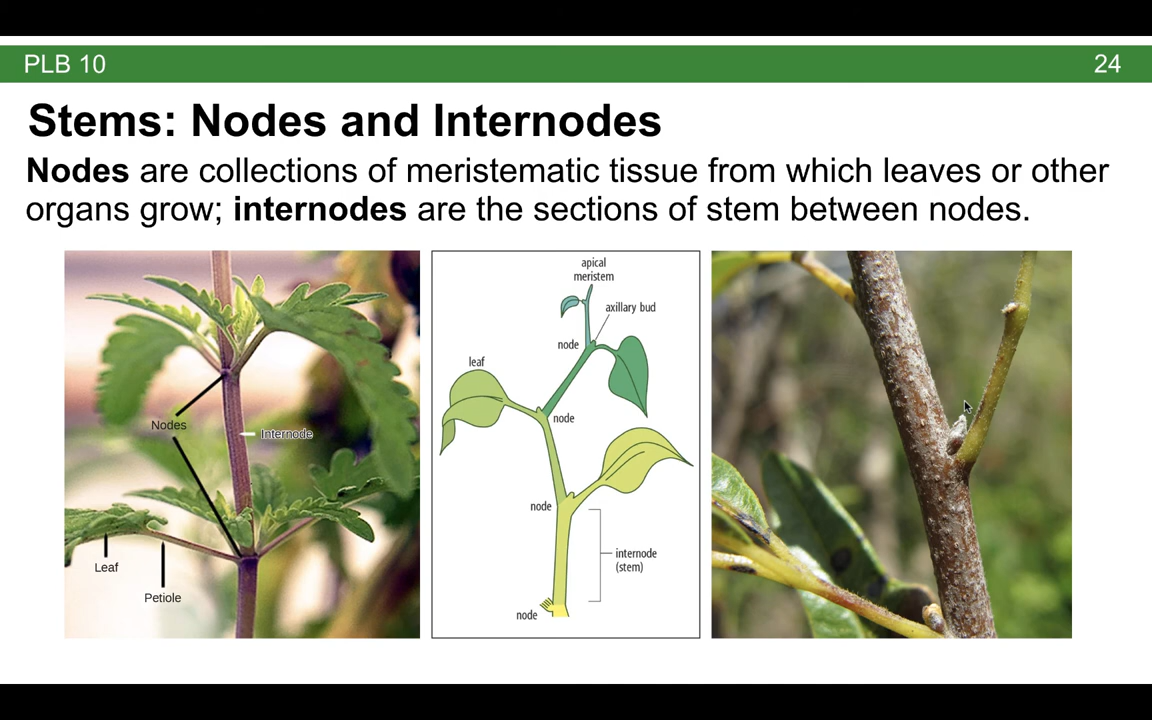 PLB 10
24
Stems: Nodes and Internodes
Nodes are collections of meristematic tissue from which leaves or other
organs grow; internodes are the sections of stem between nodes.
Nodes
Internode
Leaf
Petiole
apical
meristem
axillary bud
node
leaf
node
node
internode
(stem)
node